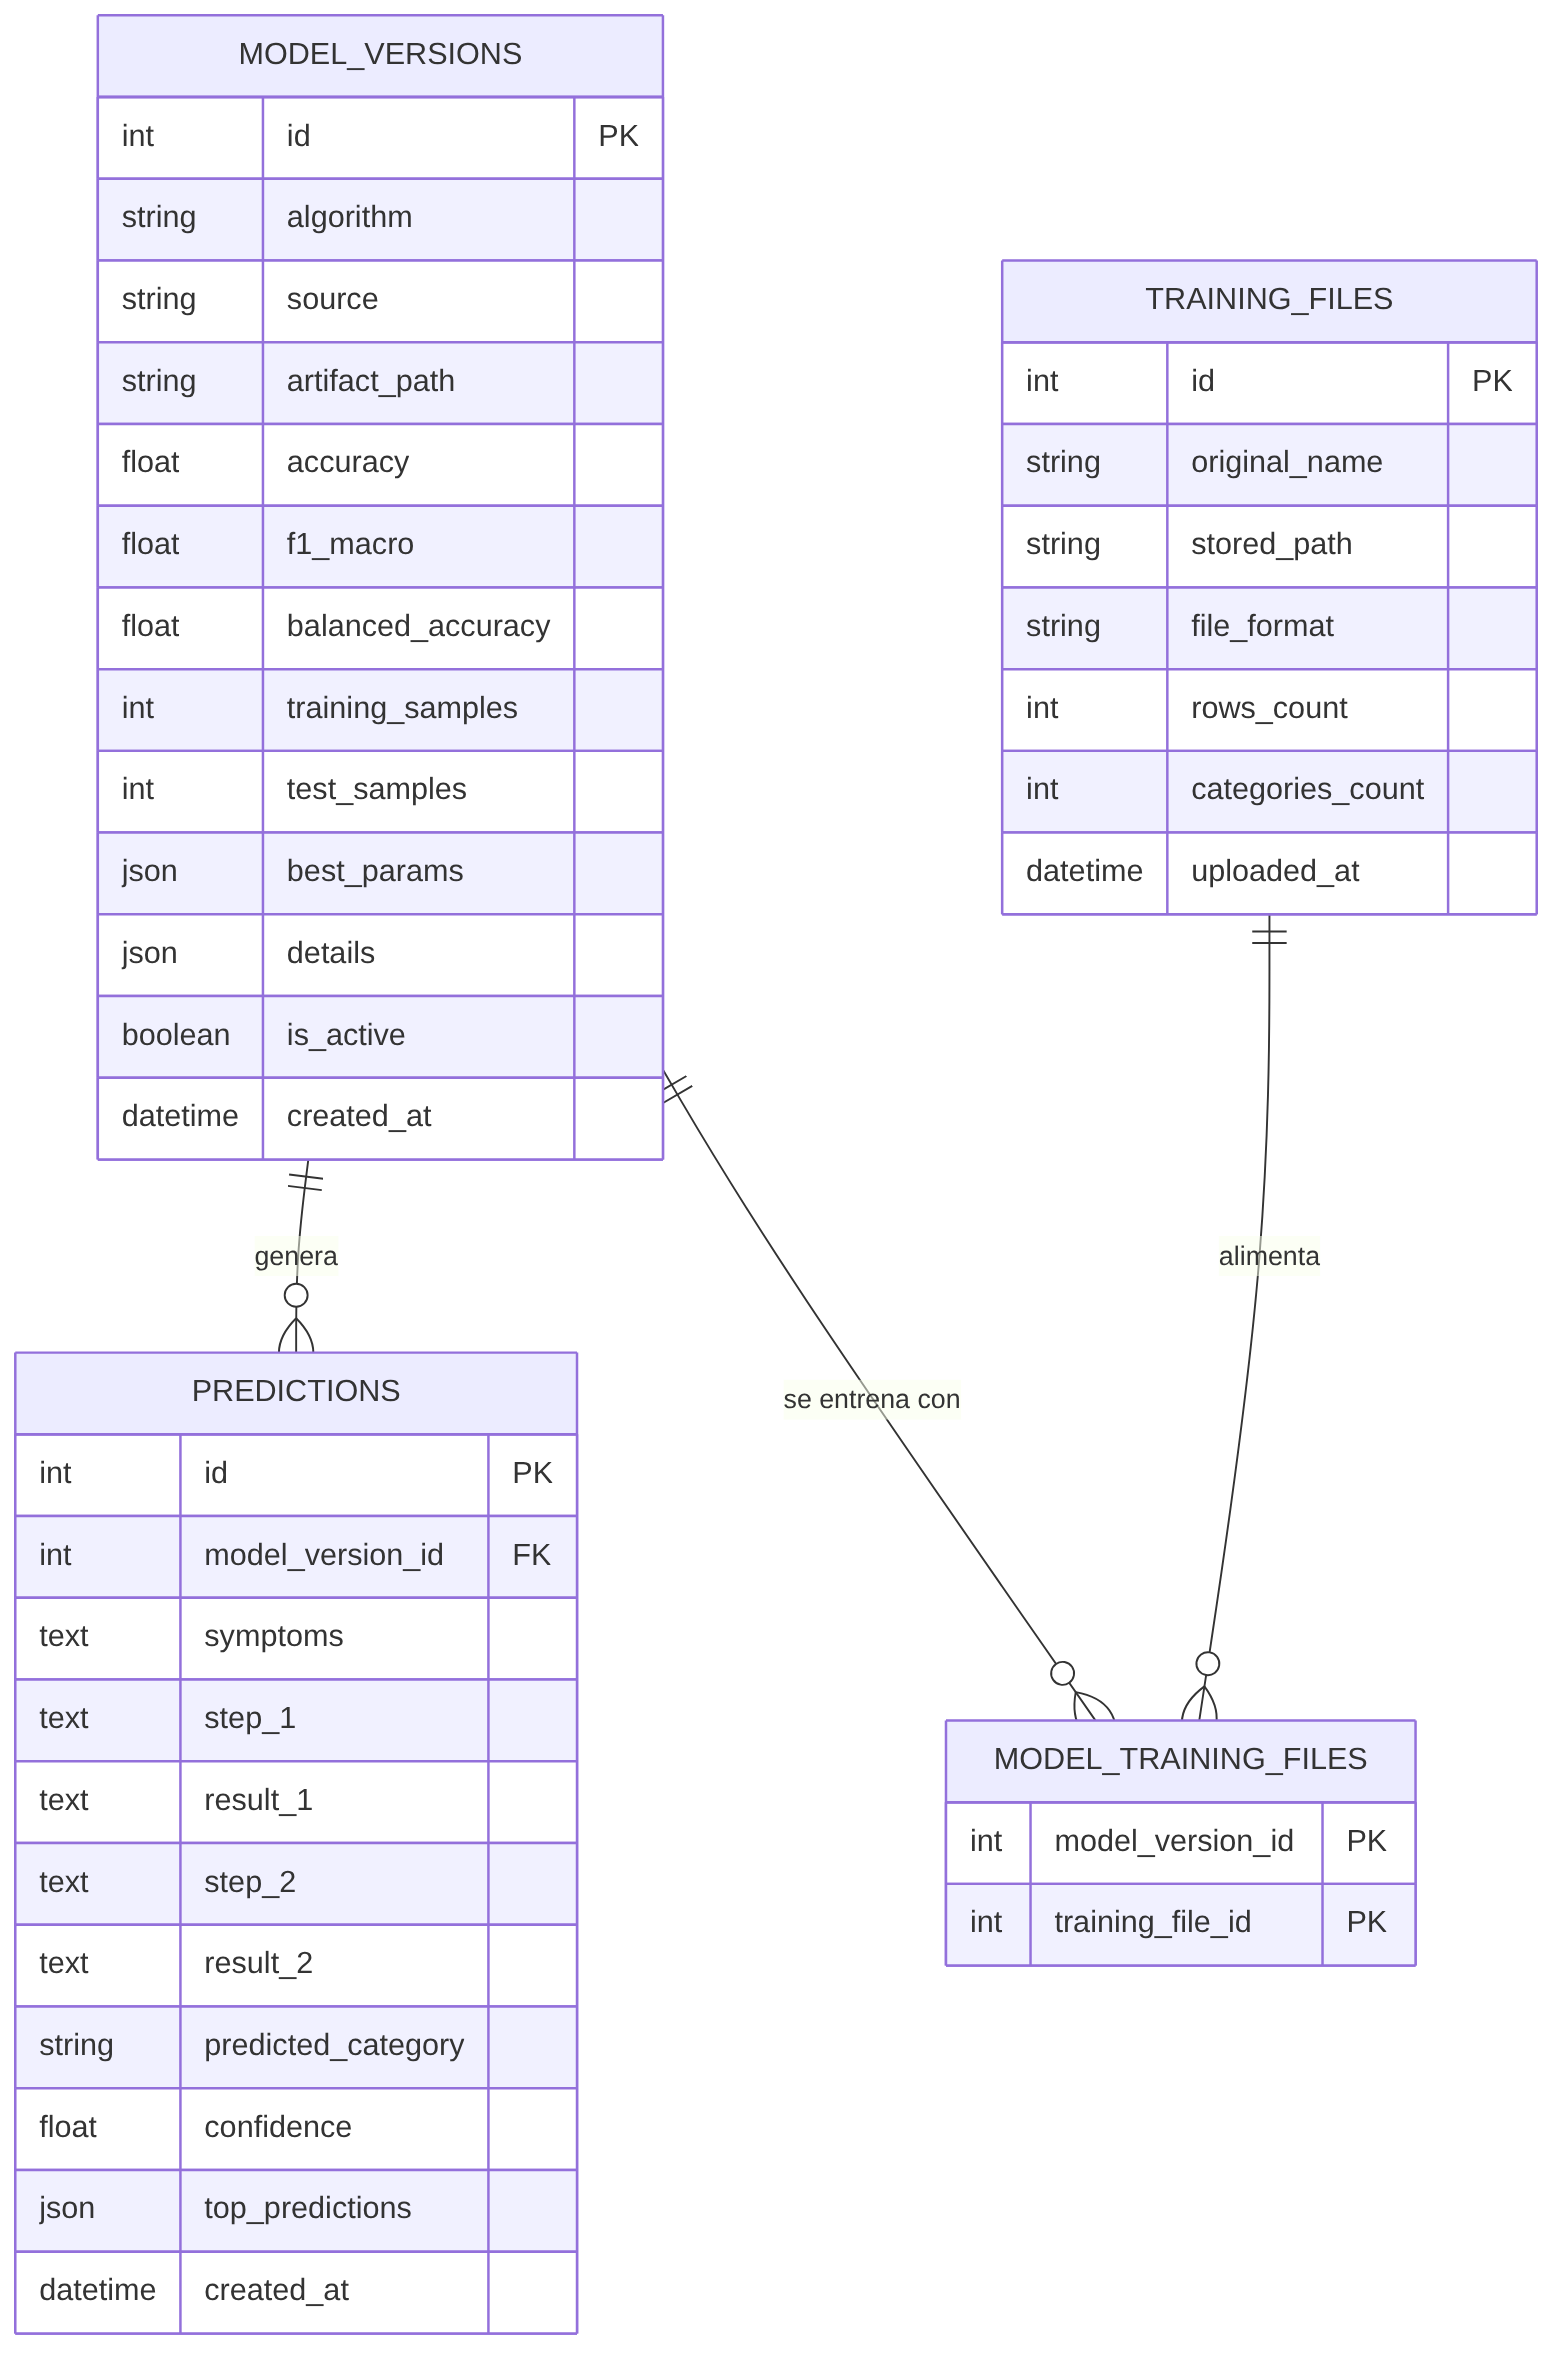 MODEL_VERSIONS
int id PK
string algorithm
string source
string artifact_path
float accuracy
float f1_macro
float balanced_accuracy
int training_samples
int test_samples
json best_params
json details
boolean is_active
datetime created_at
TRAINING_FILES
int id PK
string original_name
string stored_path
string file_format
int rows_count
int categories_count
datetime uploaded_at
genera
alimenta
se entrena con
PREDICTIONS
int id PK
int model_version_id FK
text symptoms
text step_1
text result_1
text step_2
text result_2
string predicted_category
float confidence
json top_predictions
datetime created_at
MODEL_TRAINING_FILES
int model_version_id PK
int training_file_id PK